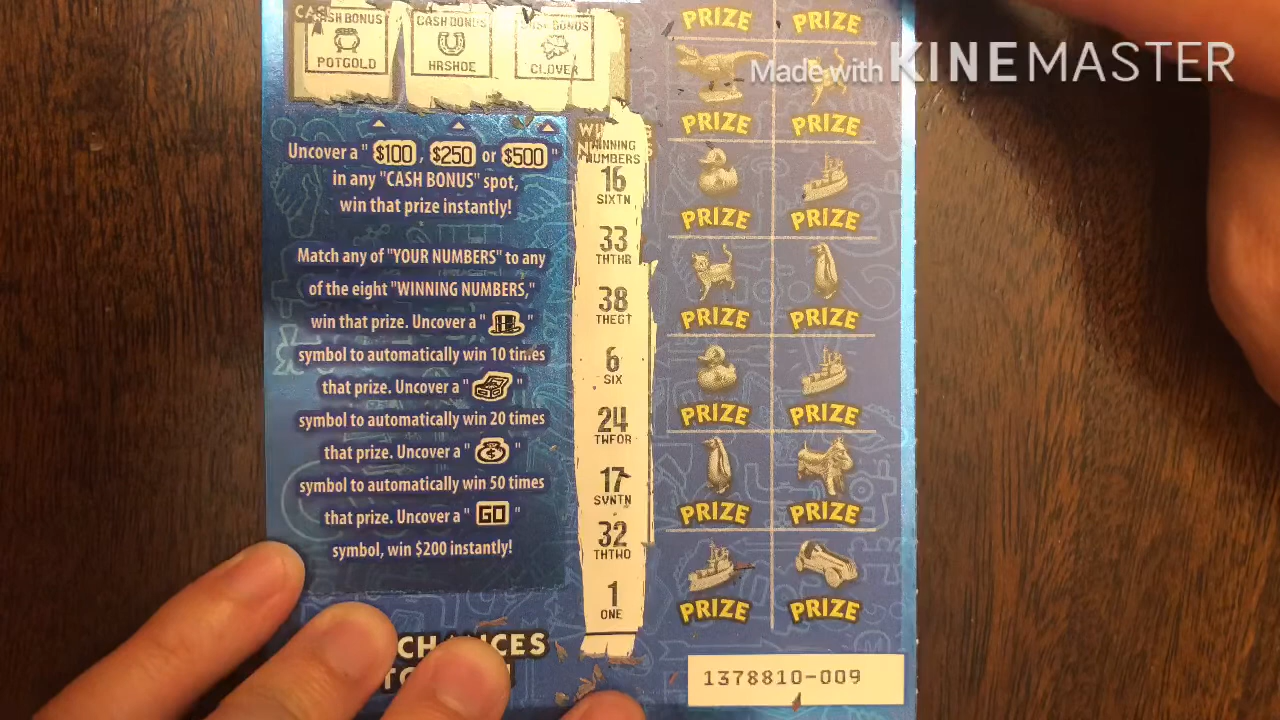 CASH BONUS CASH BONUS CASH BONUS
POTGOLD HRSHOE CLOVER
Uncover a " $100 , $250 or $500 "
in any "CASH BONUS" spot,
win that prize instantly!
Match any of "YOUR NUMBERS" to any
of the eight "WINNING NUMBERS,"
win that prize. Uncover a " "
symbol to automatically win 10 times
that prize. Uncover a " "
symbol to automatically win 20 times
that prize. Uncover a " "
symbol to automatically win 50 times
that prize. Uncover a " GO "
symbol, win $200 instantly!
CHANCES
WINNING
NUMBERS
16
SIXTN
33
THTHR
38
THEGT
6
SIX
24
TWFOR
17
SVNTN
32
THTWO
1
ONE
PRIZE PRIZE
PRIZE PRIZE
PRIZE PRIZE
PRIZE PRIZE
PRIZE PRIZE
PRIZE PRIZE
PRIZE PRIZE
1378810-009
Made with KINEMASTER